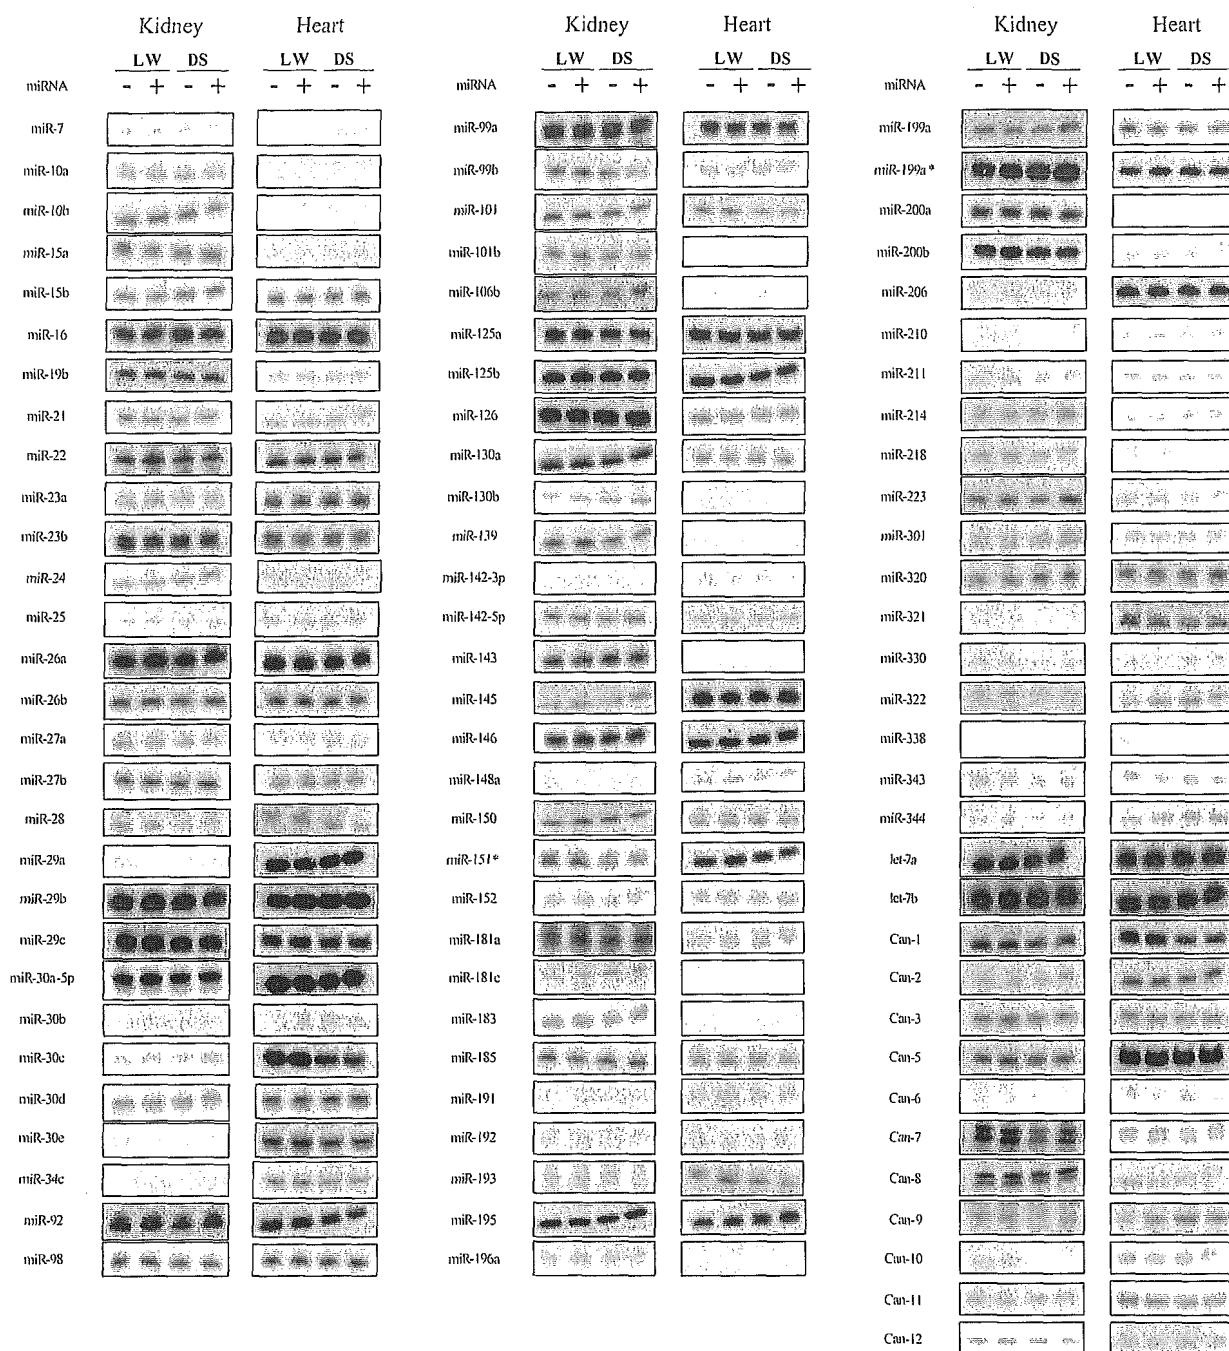 Kidney Heart
LW DS LW DS
miRNA - + - + - + - +
miR-7
miR-10a
miR-10b
miR-15a
miR-15b
miR-16
miR-19b
miR-21
miR-22
miR-23a
miR-23b
miR-24
miR-25
miR-26a
miR-26b
miR-27a
miR-27b
miR-28
miR-29a
miR-29b
miR-29c
miR-30a-5p
miR-30b
miR-30c
miR-30d
miR-30e
miR-34c
miR-92
miR-98
Kidney Heart
LW DS LW DS
miRNA - + - + - + - +
miR-99a
miR-99b
miR-101
miR-101b
miR-106b
miR-125a
miR-125b
miR-126
miR-130a
miR-130b
miR-139
miR-142-3p
miR-142-5p
miR-143
miR-145
miR-146
miR-148a
miR-150
miR-151*
miR-152
miR-181a
miR-181c
miR-183
miR-185
miR-191
miR-192
miR-193
miR-195
miR-196a
Kidney Heart
LW DS LW DS
miRNA - + - + - + - +
miR-199a
miR-199a*
miR-200a
miR-200b
miR-206
miR-210
miR-211
miR-214
miR-218
miR-223
miR-301
miR-320
miR-321
miR-330
miR-322
miR-338
miR-343
miR-344
let-7a
let-7b
Can-1
Can-2
Can-3
Can-5
Can-6
Can-7
Can-8
Can-9
Can-10
Can-11
Can-12